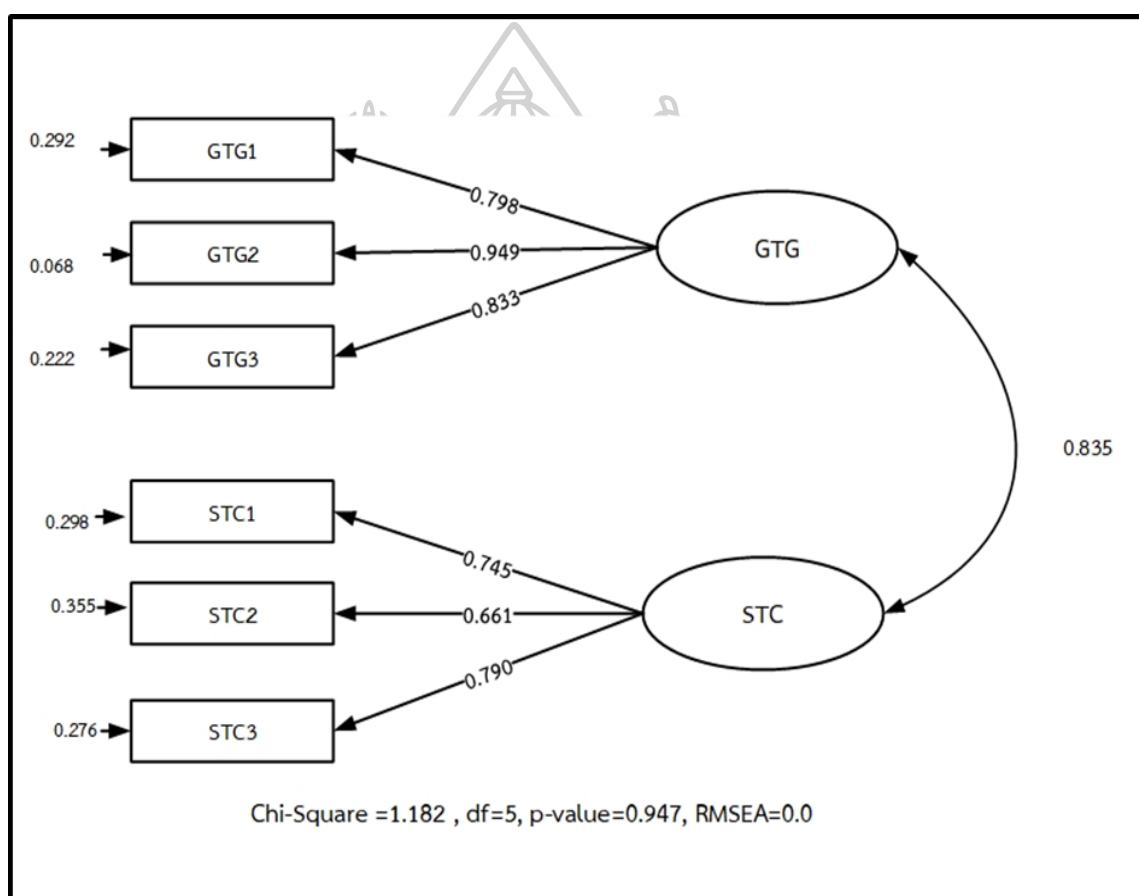 0.292
GTG1
0.798
0.068
GTG2
0.949
GTG
0.222
GTG3
0.833
0.835
0.298
STC1
0.745
0.355
STC2
0.661
STC
0.276
STC3
0.790
Chi-Square =1.182 , df=5, p-value=0.947, RMSEA=0.0